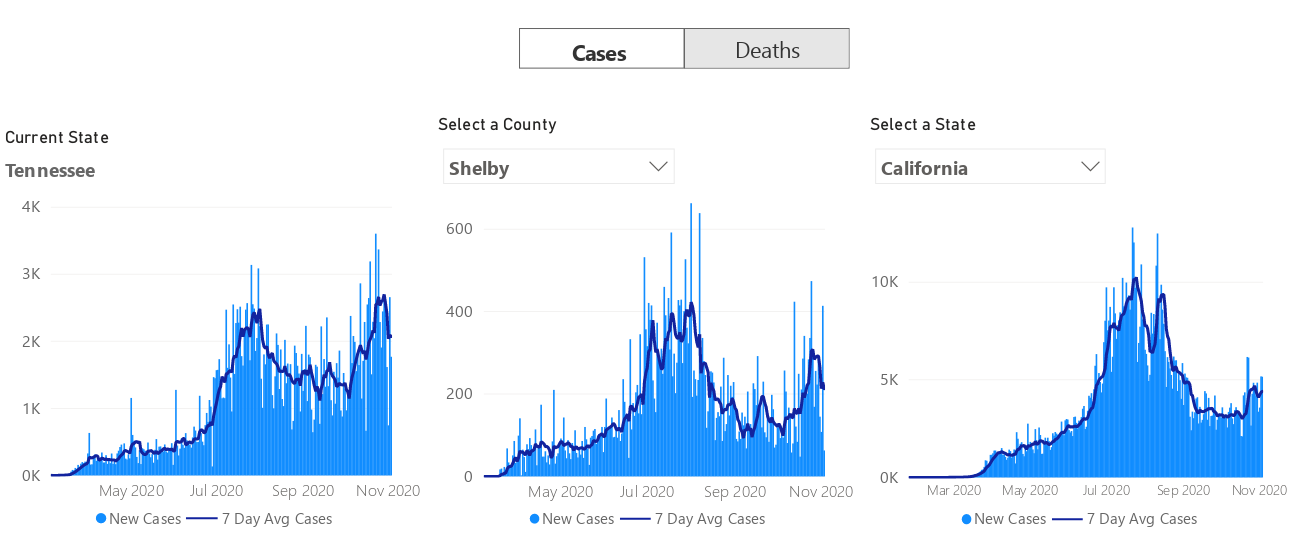 Cases Deaths
Current State
Tennessee
4K
3K
2K
1K
0K
May 2020 Jul 2020 Sep 2020 Nov 2020
New Cases 7 Day Avg Cases
Select a County
Shelby
600
400
200
0
May 2020 Jul 2020 Sep 2020 Nov 2020
New Cases 7 Day Avg Cases
Select a State
California
10K
5K
0K
Mar 2020 May 2020 Jul 2020 Sep 2020 Nov 2020
New Cases 7 Day Avg Cases